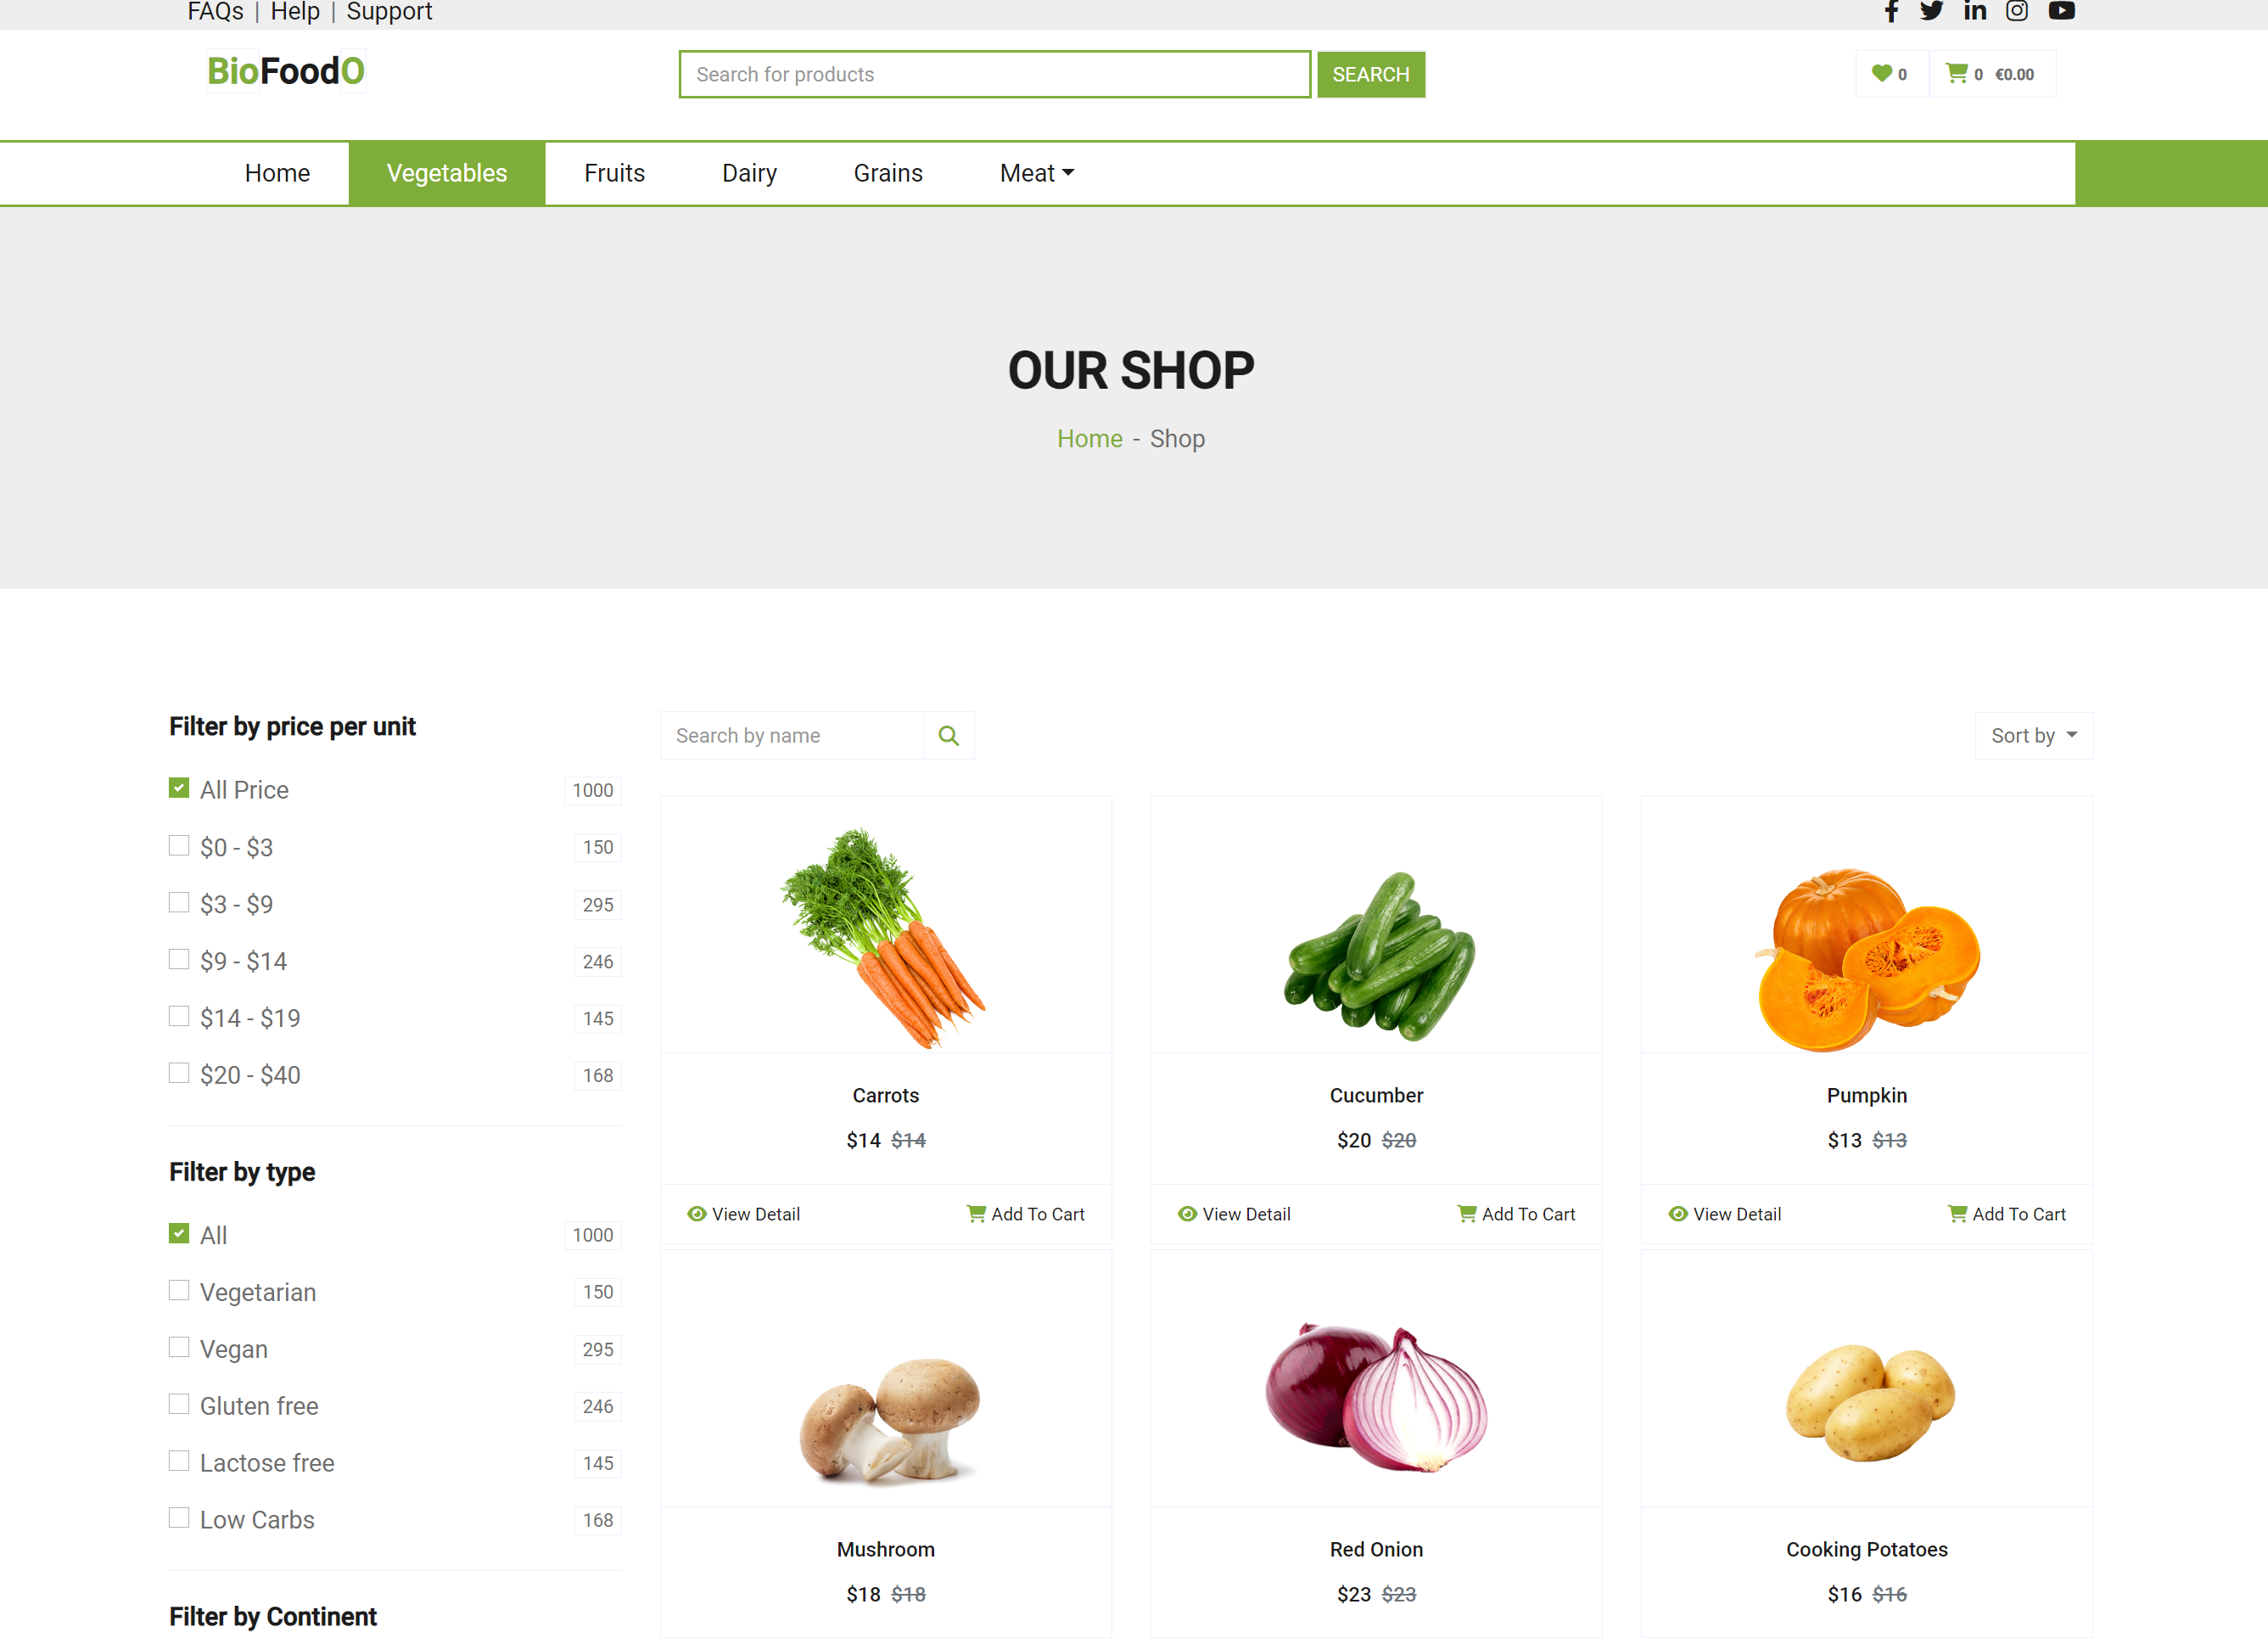 FAQs | Help | Support
BioFoodO
Search for products
SEARCH
0
0 €0.00
Home
Vegetables
Fruits
Dairy
Grains
Meat
OUR SHOP
Home - Shop
Filter by price per unit
All Price 1000
$0 - $3 150
$3 - $9 295
$9 - $14 246
$14 - $19 145
$20 - $40 168
Filter by type
All 1000
Vegetarian 150
Vegan 295
Gluten free 246
Lactose free 145
Low Carbs 168
Filter by Continent
Search by name
Sort by
Carrots
$14 $14
View Detail
Add To Cart
Cucumber
$20 $20
View Detail
Add To Cart
Pumpkin
$13 $13
View Detail
Add To Cart
Mushroom
$18 $18
Red Onion
$23 $23
Cooking Potatoes
$16 $16